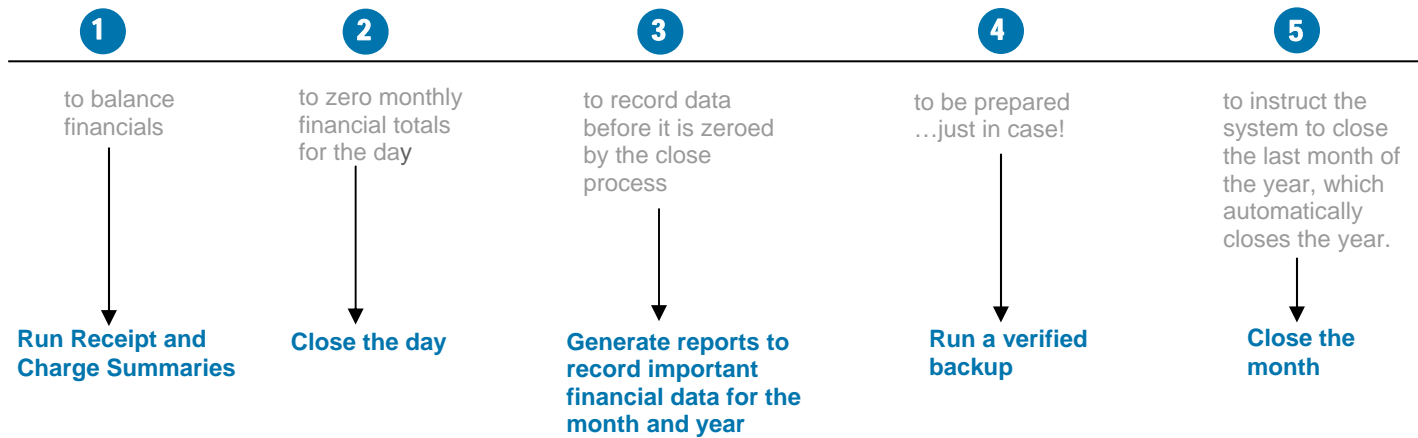 1
2
3
4
5
to balance
financials
to zero monthly
financial totals
for the day
to record data
before it is zeroed
by the close
process
to be prepared
…just in case!
to instruct the
system to close
the last month of
the year, which
automatically
closes the year.
Run Receipt and
Charge Summaries
Close the day
Generate reports to
record important
financial data for the
month and year
Run a verified
backup
Close the
month